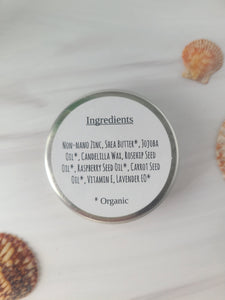 Ingredients
Non-nano Zinc, Shea Butter*, Jojoba
Oil*, Candelilla Wax, Rosehip Seed
Oil*, Raspberry Seed Oil*, Carrot Seed
Oil*, Vitamin E, Lavender EO*
* Organic